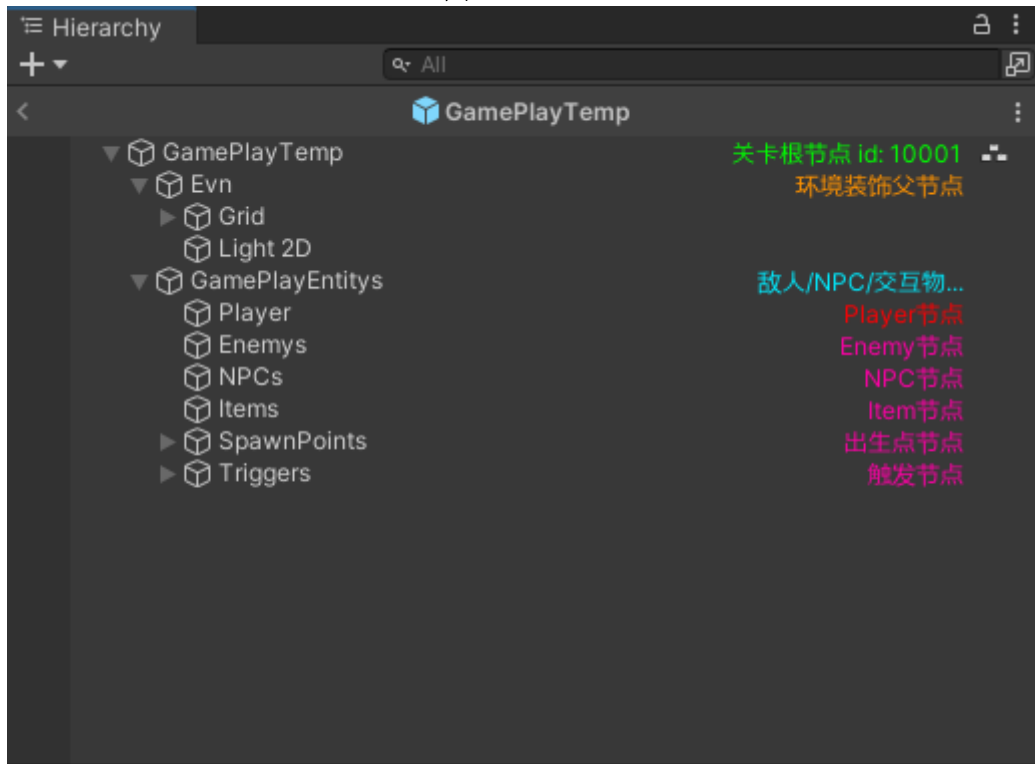 Hierarchy
All
GamePlayTemp
GamePlayTemp 关卡根节点 id: 10001
Evn 环境装饰父节点
Grid
Light 2D
GamePlayEntitys 敌人/NPC/交互物...
Player Player节点
Enemys Enemy节点
NPCs NPC节点
Items Item节点
SpawnPoints 出生点节点
Triggers 触发节点